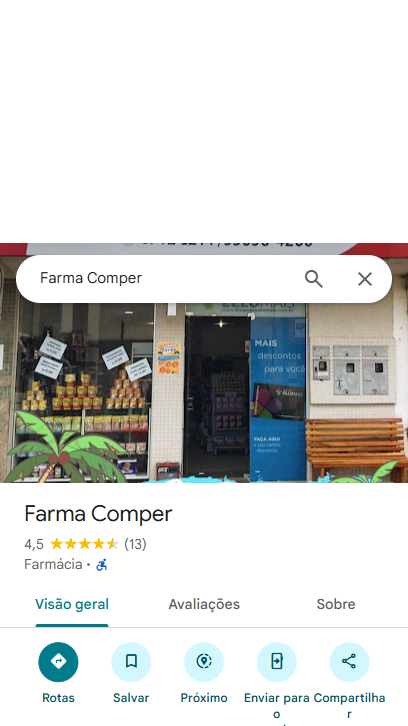 Farma Comper
MAIS
descontos
para você
FAÇA AQUI
Farma Comper
4,5 (13)
Farmácia ·
Visão geral Avaliações Sobre
Rotas Salvar Próximo Enviar para o Compartilhar